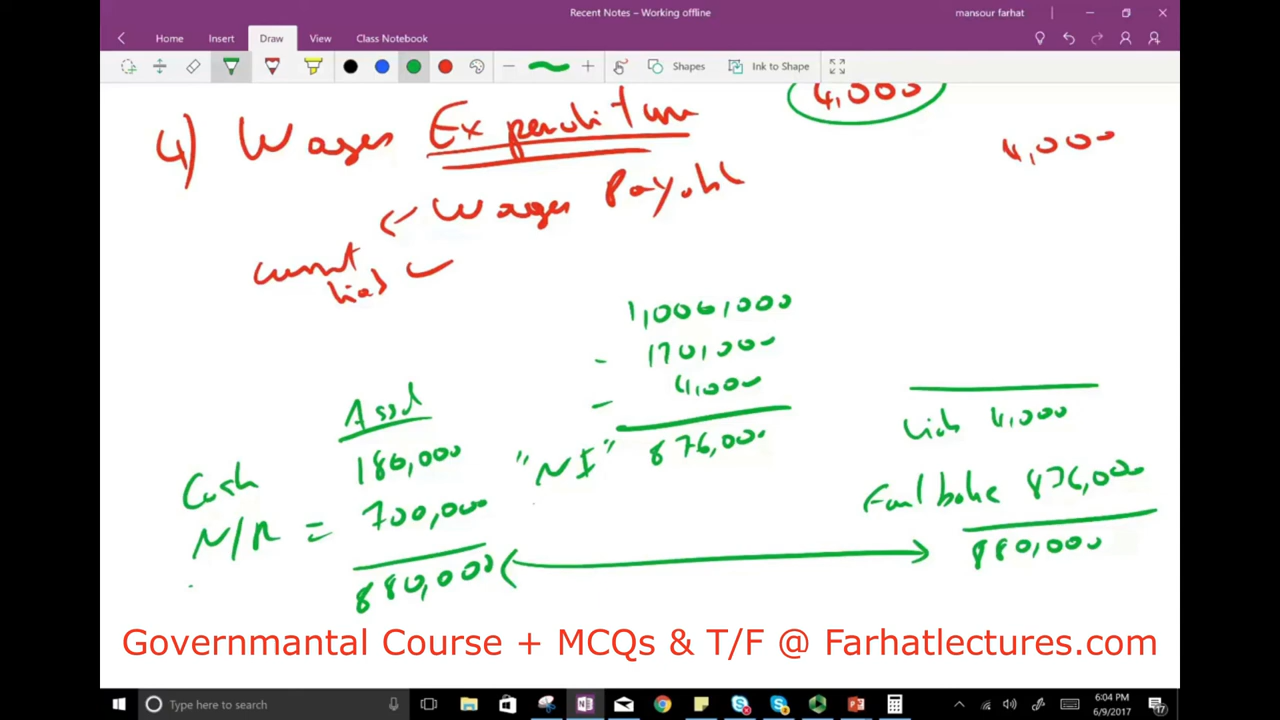 Recent Notes – Working offline
mansour farhat
Home Insert Draw View Class Notebook
Shapes Ink to Shape
4,000
4) Wages Expenditure
4,000
Wages Payable
current
liab
1,006,000
- 170,000
- 4,000
"NI" 876,000
Asset
Cash 180,000
N/R = 700,000
880,000
Liab 4,000
Fund balance 876,000
880,000
Governmantal Course + MCQs & T/F @ Farhatlectures.com
Type here to search
6:04 PM
6/9/2017
17